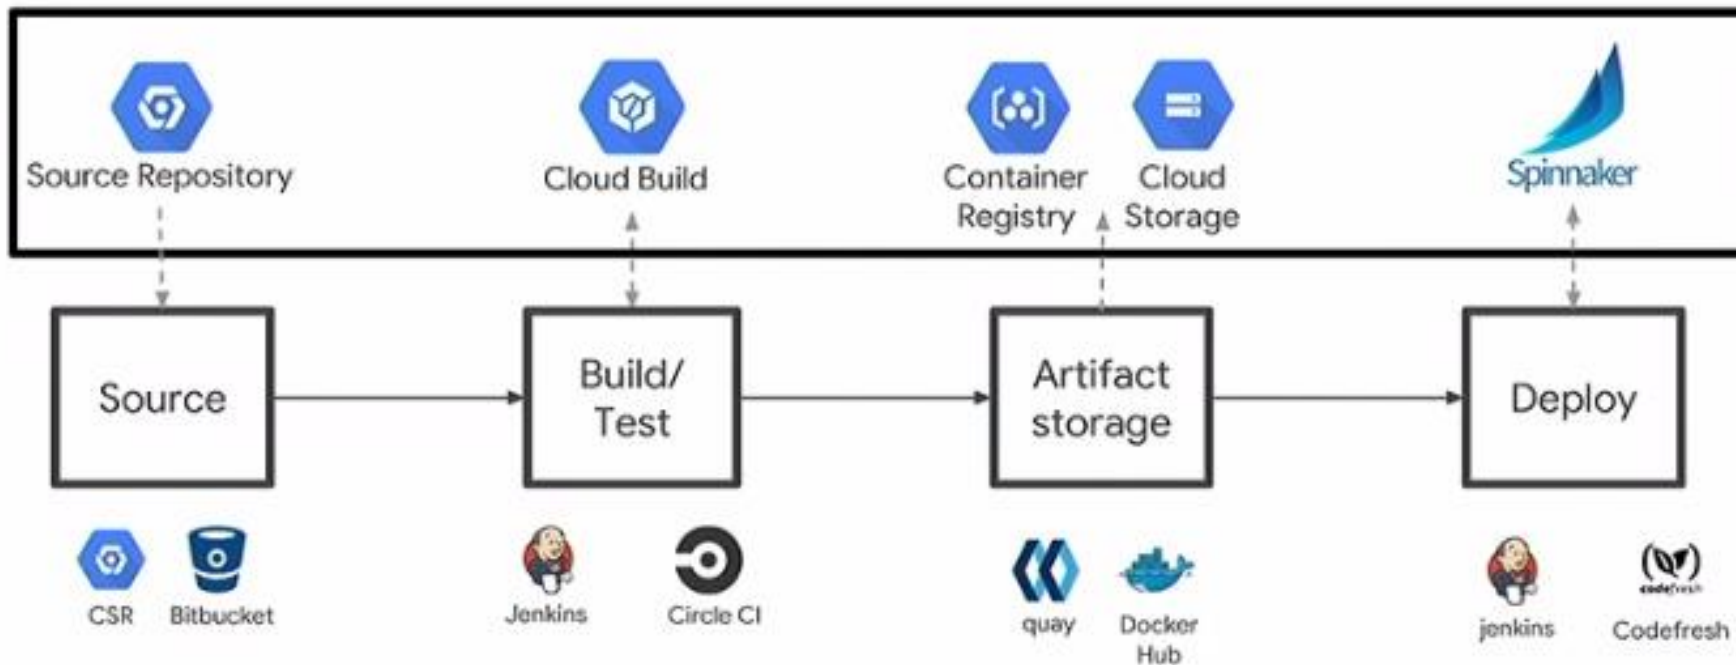 Source Repository
Cloud Build
Container
Registry
Cloud
Storage
Spinnaker
Source
Build/
Test
Artifact
storage
Deploy
CSR
Bitbucket
Jenkins
Circle CI
quay
Docker
Hub
jenkins
codefresh
Codefresh